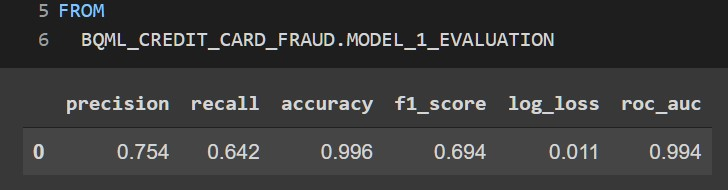 5 FROM
6 BQML_CREDIT_CARD_FRAUD.MODEL_1_EVALUATION
precision recall accuracy f1_score log_loss roc_auc
0 0.754 0.642 0.996 0.694 0.011 0.994